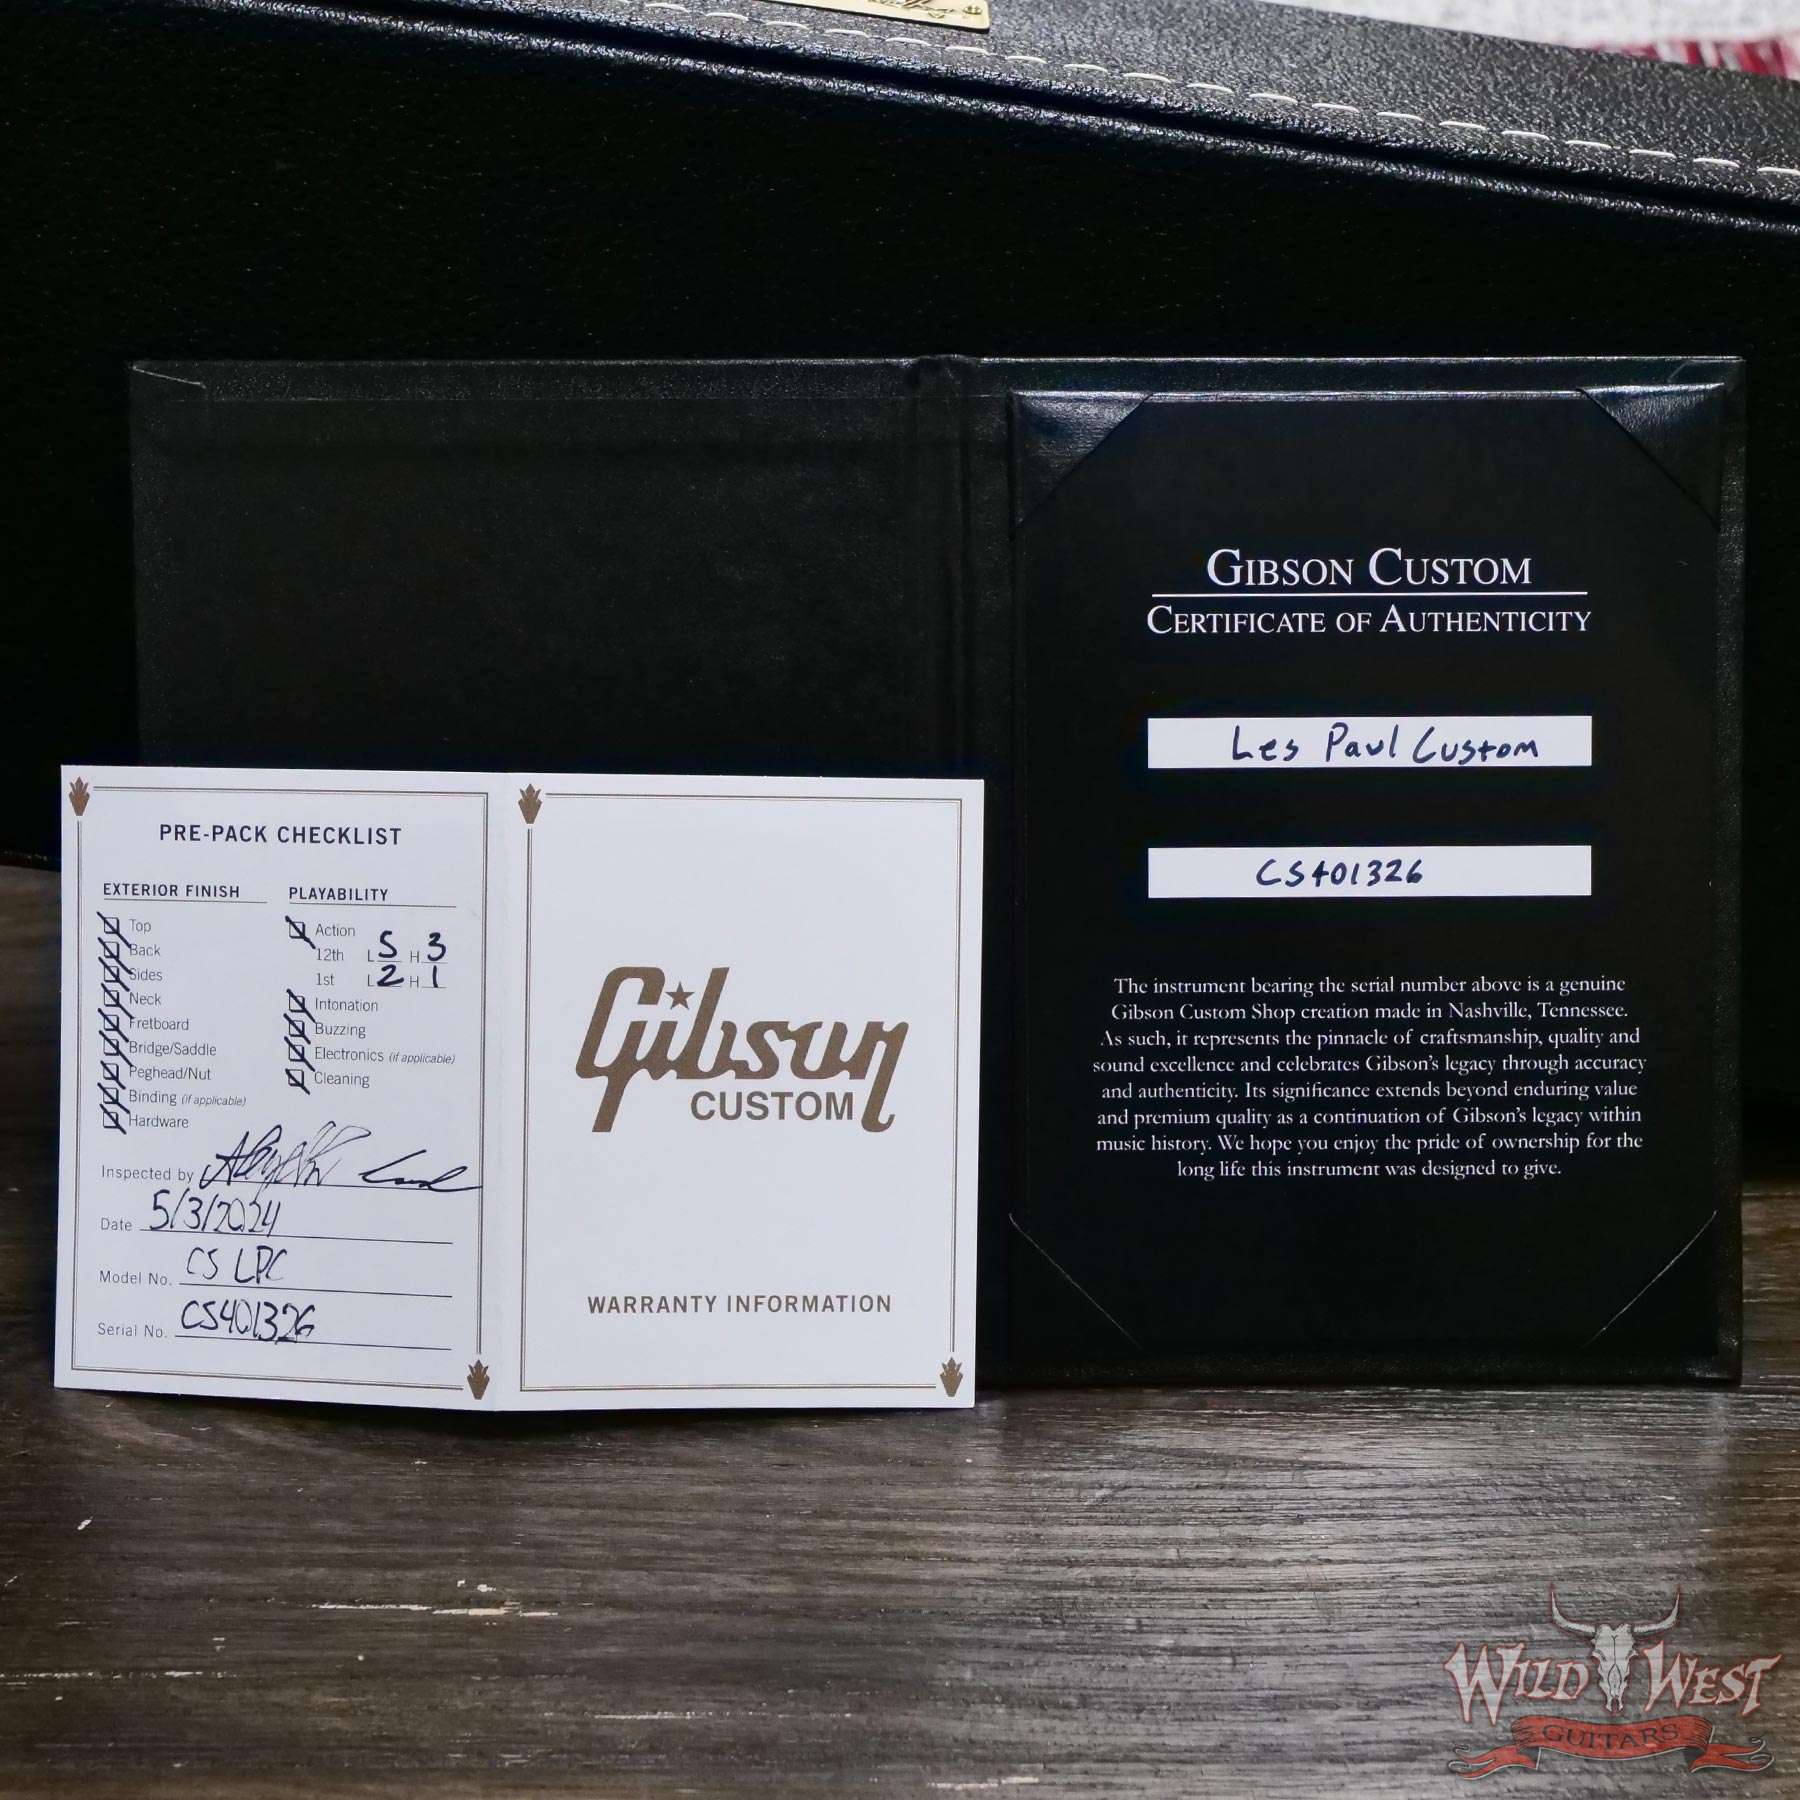 PRE-PACK CHECKLIST
EXTERIOR FINISH
Top
Back
Sides
Neck
Fretboard
Bridge/Saddle
Peghead/Nut
Binding (if applicable)
Hardware
PLAYABILITY
Action
12th L 5 H 3
1st L 2 H 1
Intonation
Buzzing
Electronics (if applicable)
Cleaning
Inspected by
Date 5/3/2024
Model No. CS LPC
Serial No. CS401326
Gibson
CUSTOM
WARRANTY INFORMATION
GIBSON CUSTOM
CERTIFICATE OF AUTHENTICITY
Les Paul Custom
CS401326
The instrument bearing the serial number above is a genuine
Gibson Custom Shop creation made in Nashville, Tennessee.
As such, it represents the pinnacle of craftsmanship, quality and
sound excellence and celebrates Gibson's legacy through accuracy
and authenticity. Its significance extends beyond enduring value
and premium quality as a continuation of Gibson's legacy within
music history. We hope you enjoy the pride of ownership for the
long life this instrument was designed to give.
WILD WEST
GUITARS